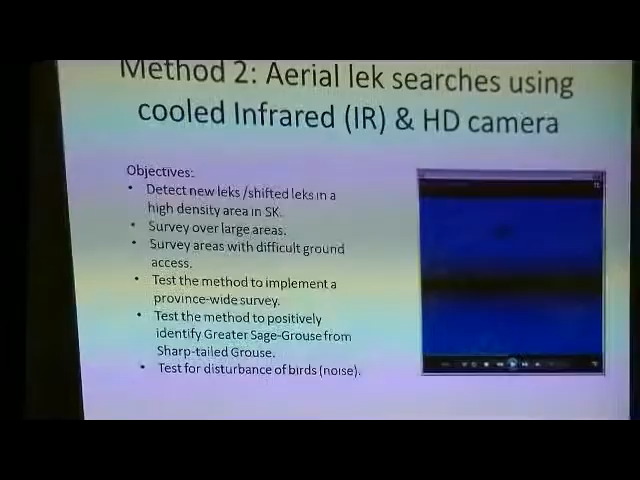 Method 2: Aerial lek searches using
cooled Infrared (IR) & HD camera
Objectives:
• Detect new leks /shifted leks in a
high density area in SK.
• Survey over large areas.
• Survey areas with difficult ground
access.
• Test the method to implement a
province-wide survey.
• Test the method to positively
identify Greater Sage-Grouse from
Sharp-tailed Grouse.
• Test for disturbance of birds (noise).